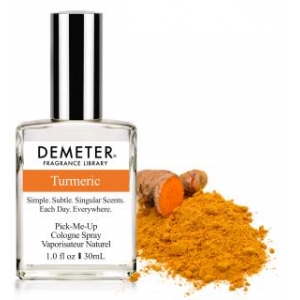 DEMETER®
FRAGRANCE LIBRARY
Turmeric
Simple. Subtle. Singular Scents.
Each Day. Everywhere.
Pick-Me-Up
Cologne Spray
Vaporisateur Naturel
1.0 fl oz | 30mL